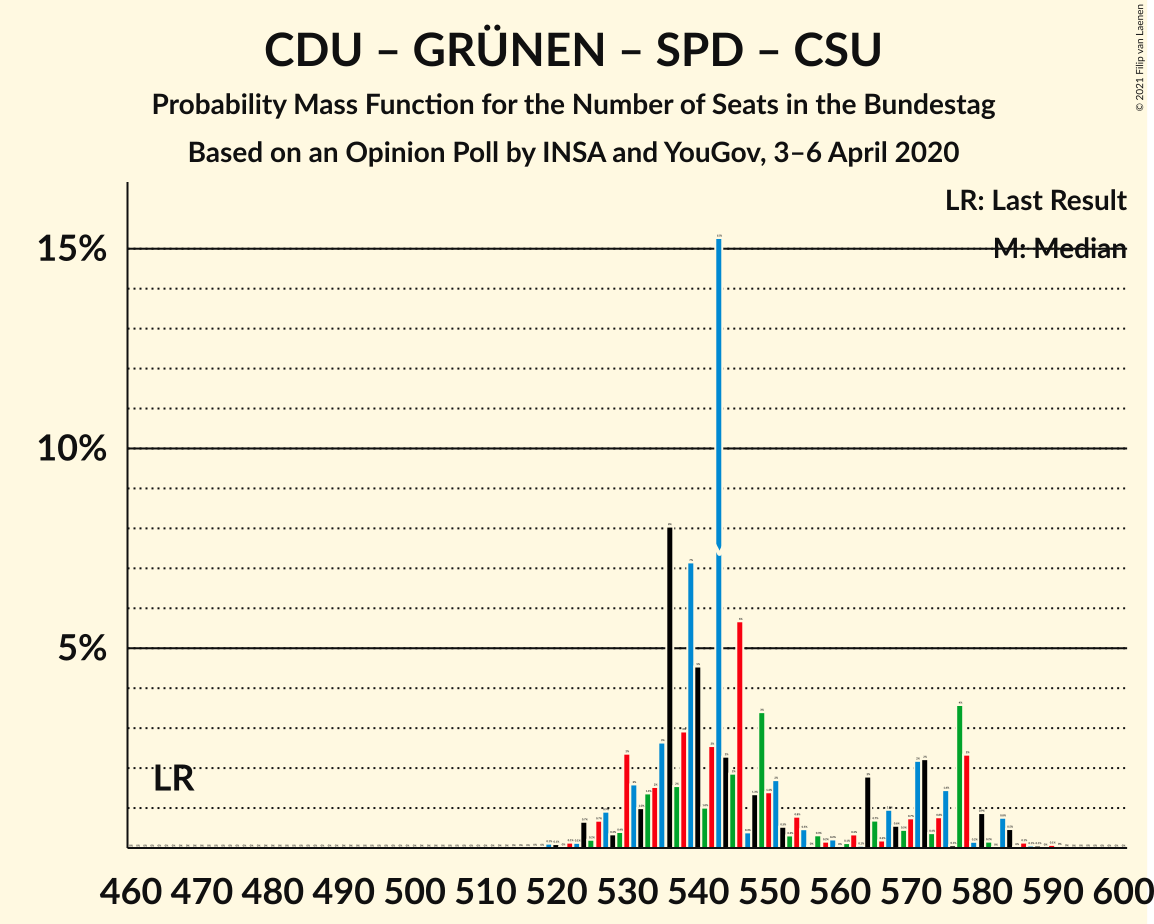 CDU – GRÜNEN – SPD – CSU
Probability Mass Function for the Number of Seats in the Bundestag
Based on an Opinion Poll by INSA and YouGov, 3–6 April 2020
© 2021 Filip van Laenen
LR: Last Result
M: Median
15%
10%
5%
LR
460 470 480 490 500 510 520 530 540 550 560 570 580 590 600